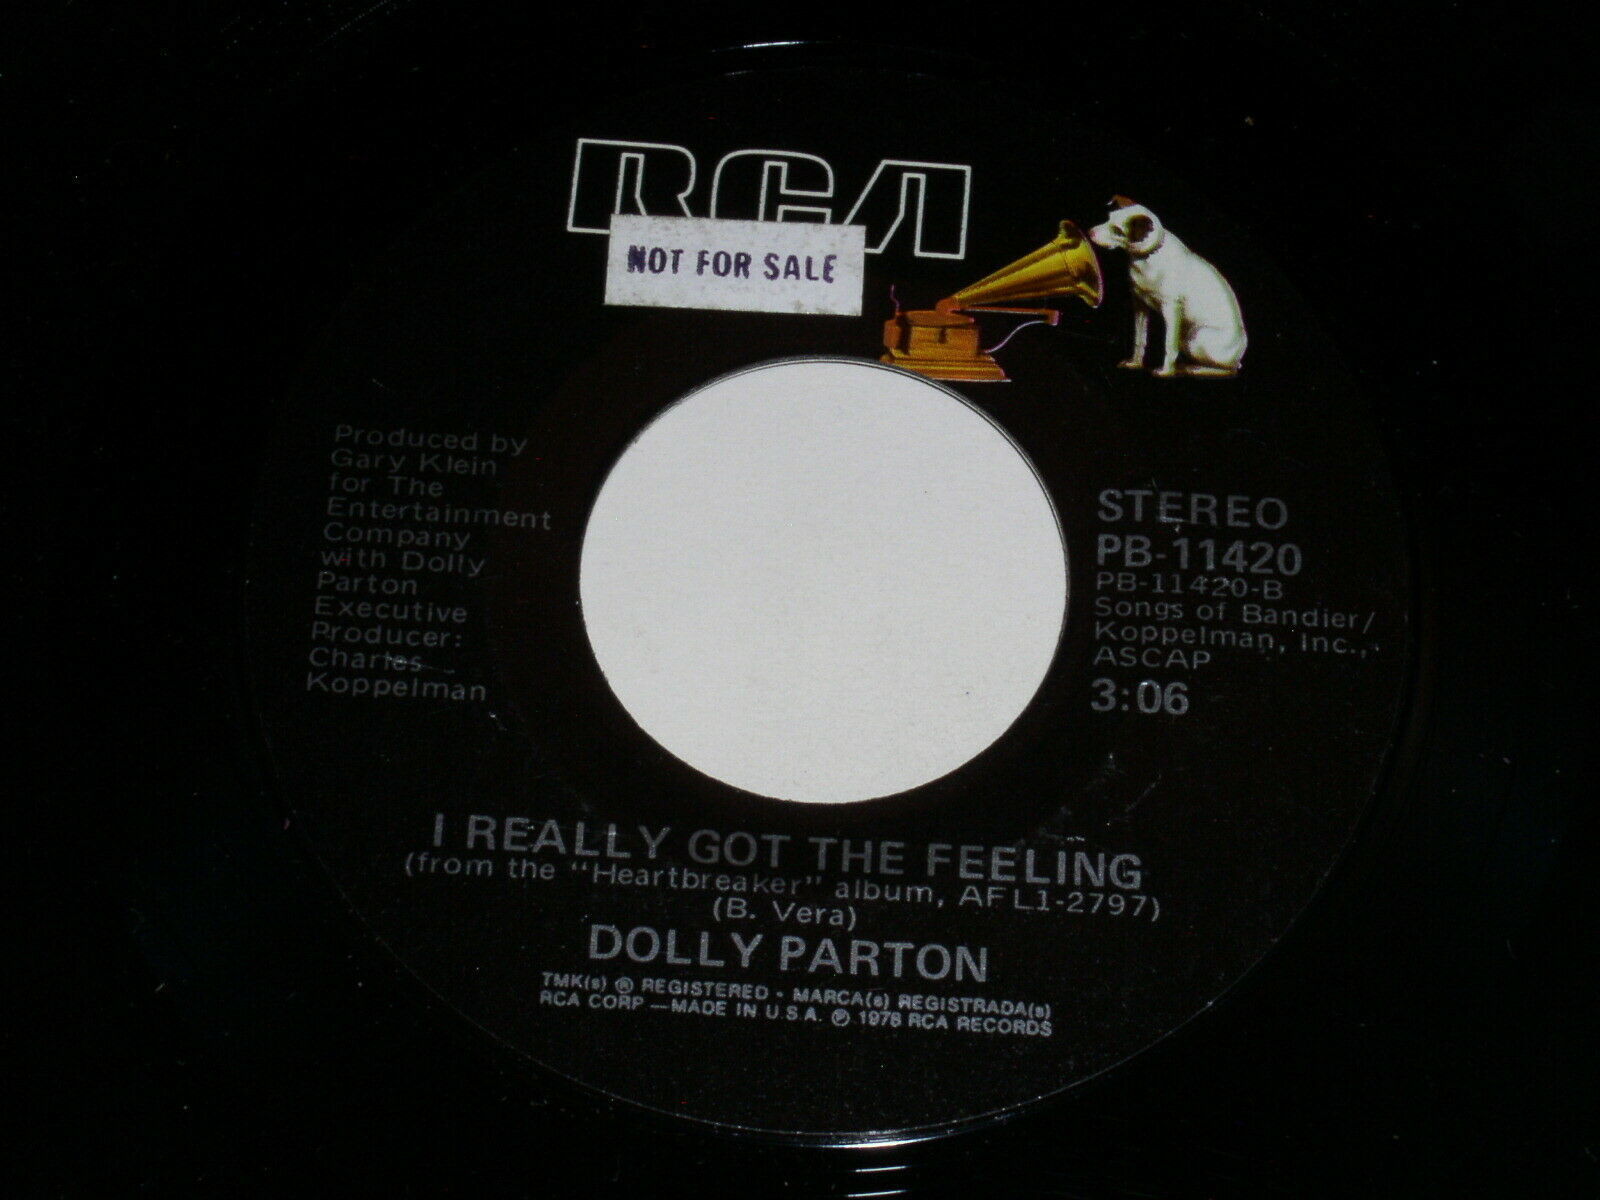 RCA
NOT FOR SALE
Produced by
Gary Klein
for The
Entertainment
Company
with Dolly
Parton
Executive
Producer:
Charles
Koppelman
STEREO
PB-11420
PB-11420-B
Songs of Bandier/
Koppelman, Inc.,
ASCAP
3:06
I REALLY GOT THE FEELING
(from the "Heartbreaker" album, AFL1-2797)
(B. Vera)
DOLLY PARTON
TMK(s) ® REGISTERED • MARCA(s) REGISTRADA(s)
RCA CORP — MADE IN U.S.A. ℗ 1978 RCA RECORDS